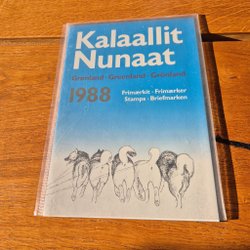 Kalaallit
Nunaat
Grønland · Greenland · Grönland
1988
Frimærkit · Frimærker
Stamps · Briefmarken